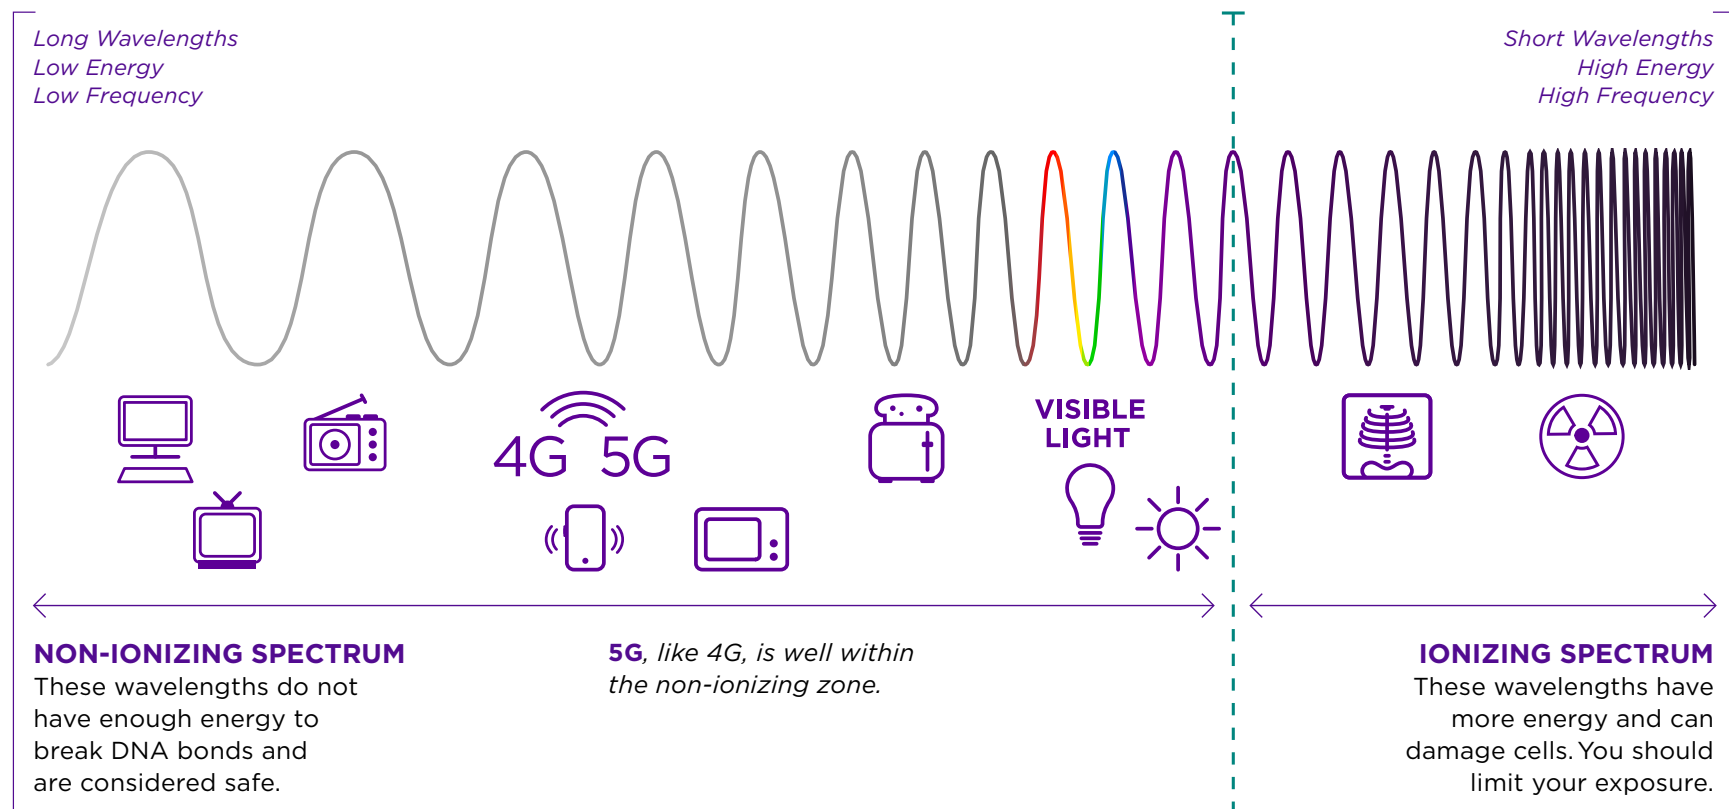 Long Wavelengths
Low Energy
Low Frequency
Short Wavelengths
High Energy
High Frequency
4G 5G
VISIBLE
LIGHT
NON-IONIZING SPECTRUM
These wavelengths do not
have enough energy to
break DNA bonds and
are considered safe.
5G, like 4G, is well within
the non-ionizing zone.
IONIZING SPECTRUM
These wavelengths have
more energy and can
damage cells. You should
limit your exposure.